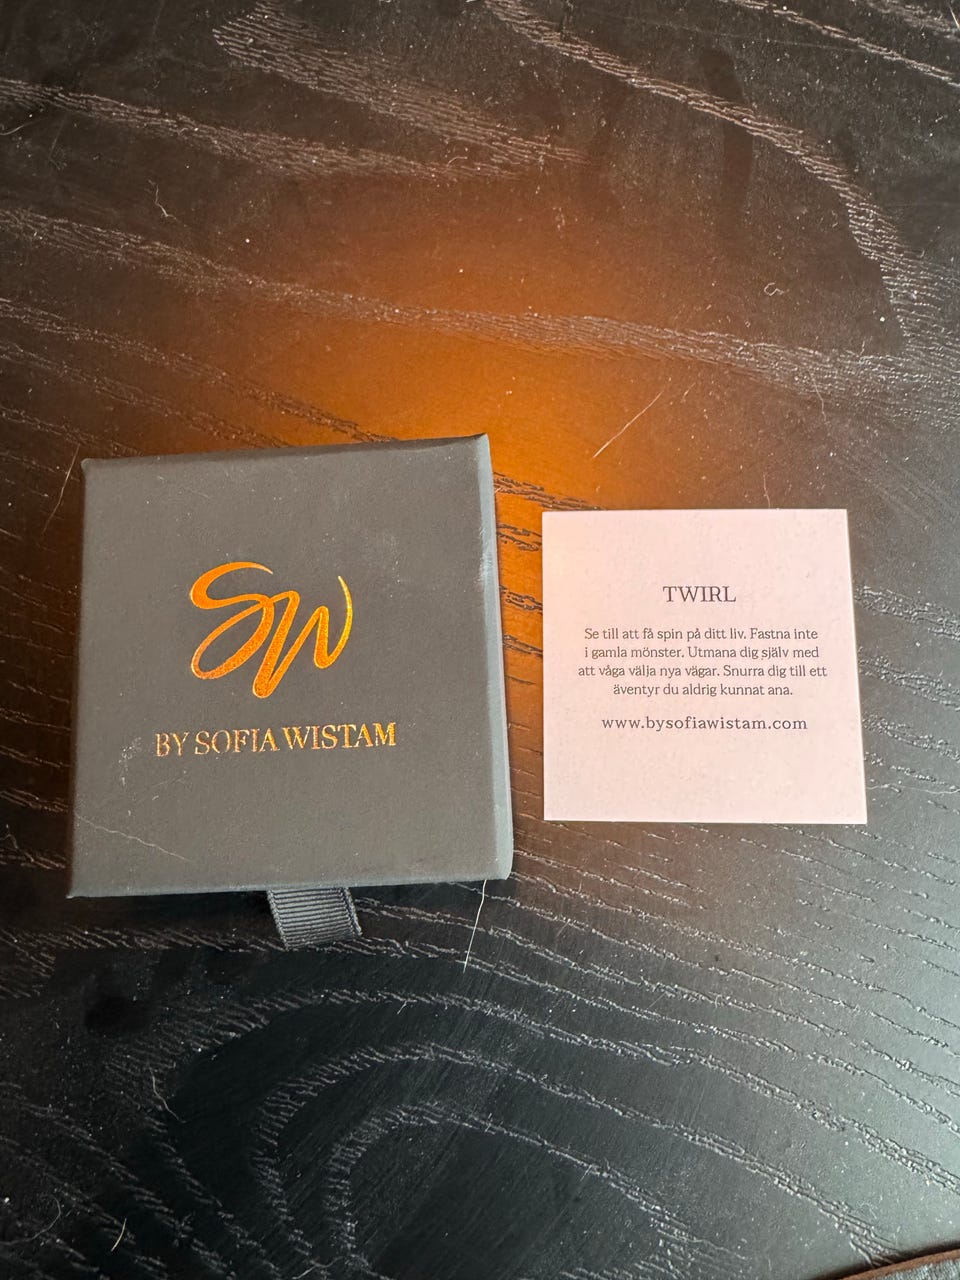 SW
BY SOFIA WISTAM
TWIRL
Se till att få spin på ditt liv. Fastna inte
i gamla mönster. Utmana dig själv med
att våga välja nya vägar. Snurra dig till ett
äventyr du aldrig kunnat ana.
www.bysofiawistam.com